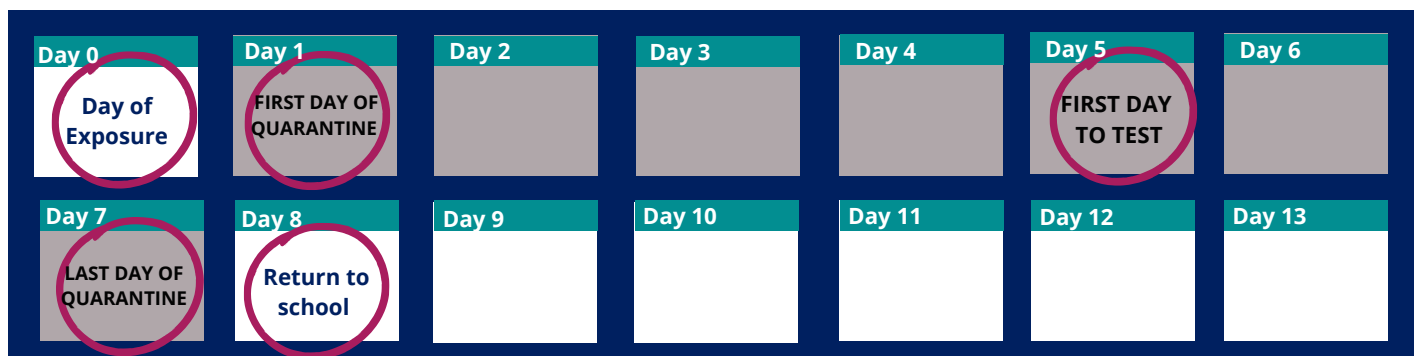 Day 0
Day of
Exposure
Day 1
FIRST DAY OF
QUARANTINE
Day 2
Day 3
Day 4
Day 5
FIRST DAY
TO TEST
Day 6
Day 7
LAST DAY OF
QUARANTINE
Day 8
Return to
school
Day 9
Day 10
Day 11
Day 12
Day 13